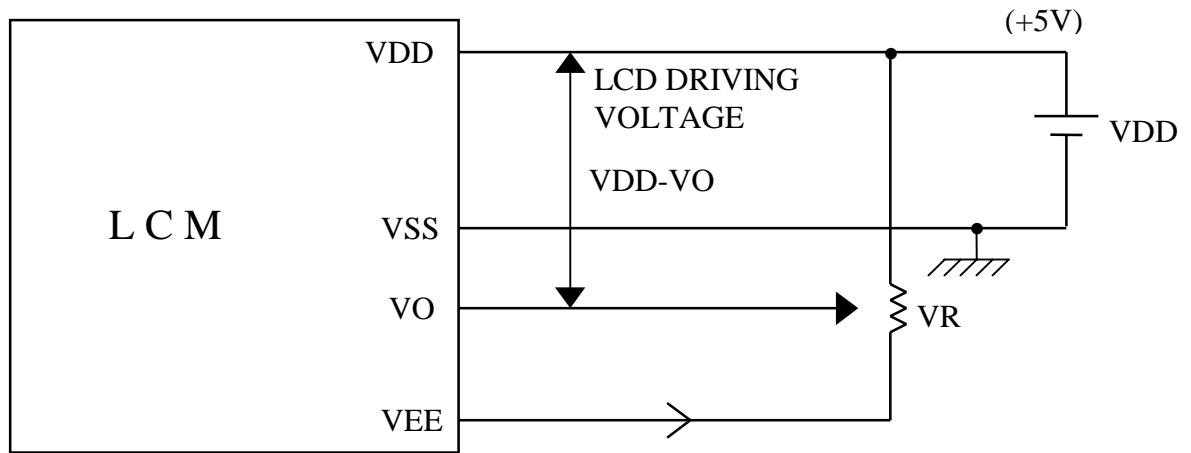 (+5V)
VDD
LCD DRIVING
VOLTAGE
VDD
VDD-VO
L C M
VSS
VO
VR
VEE